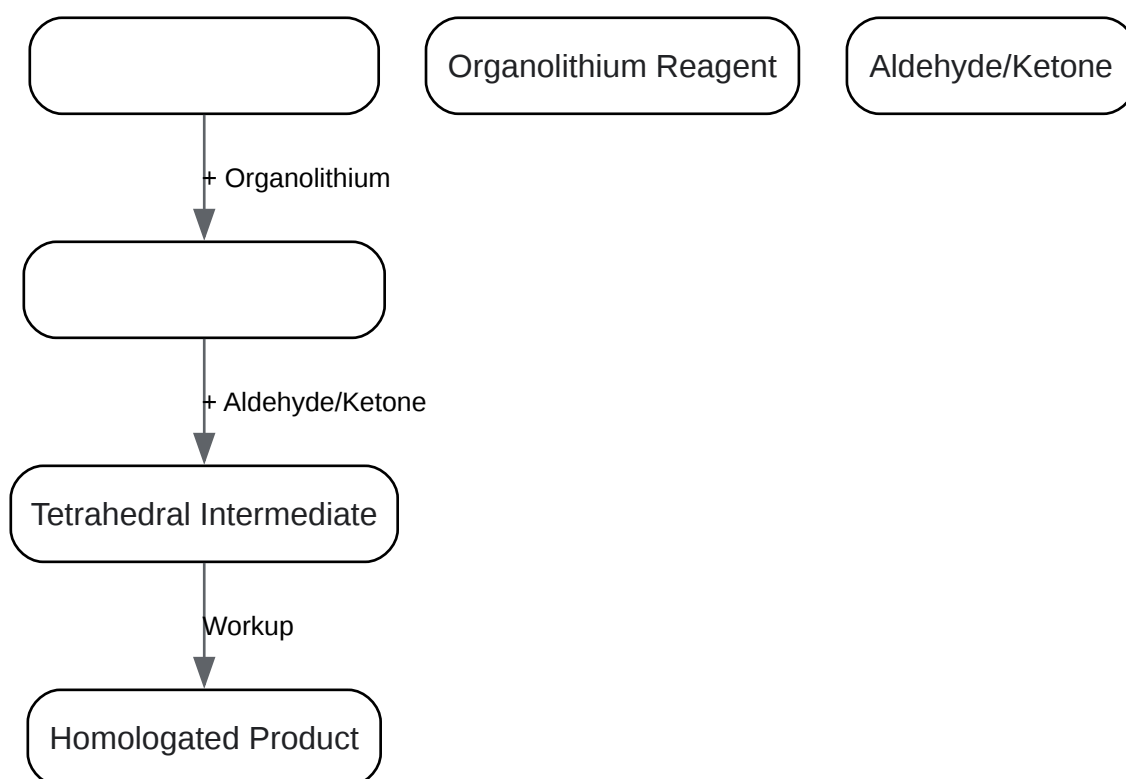 Organolithium Reagent
Aldehyde/Ketone
+ Organolithium
+ Aldehyde/Ketone
Tetrahedral Intermediate
Workup
Homologated Product